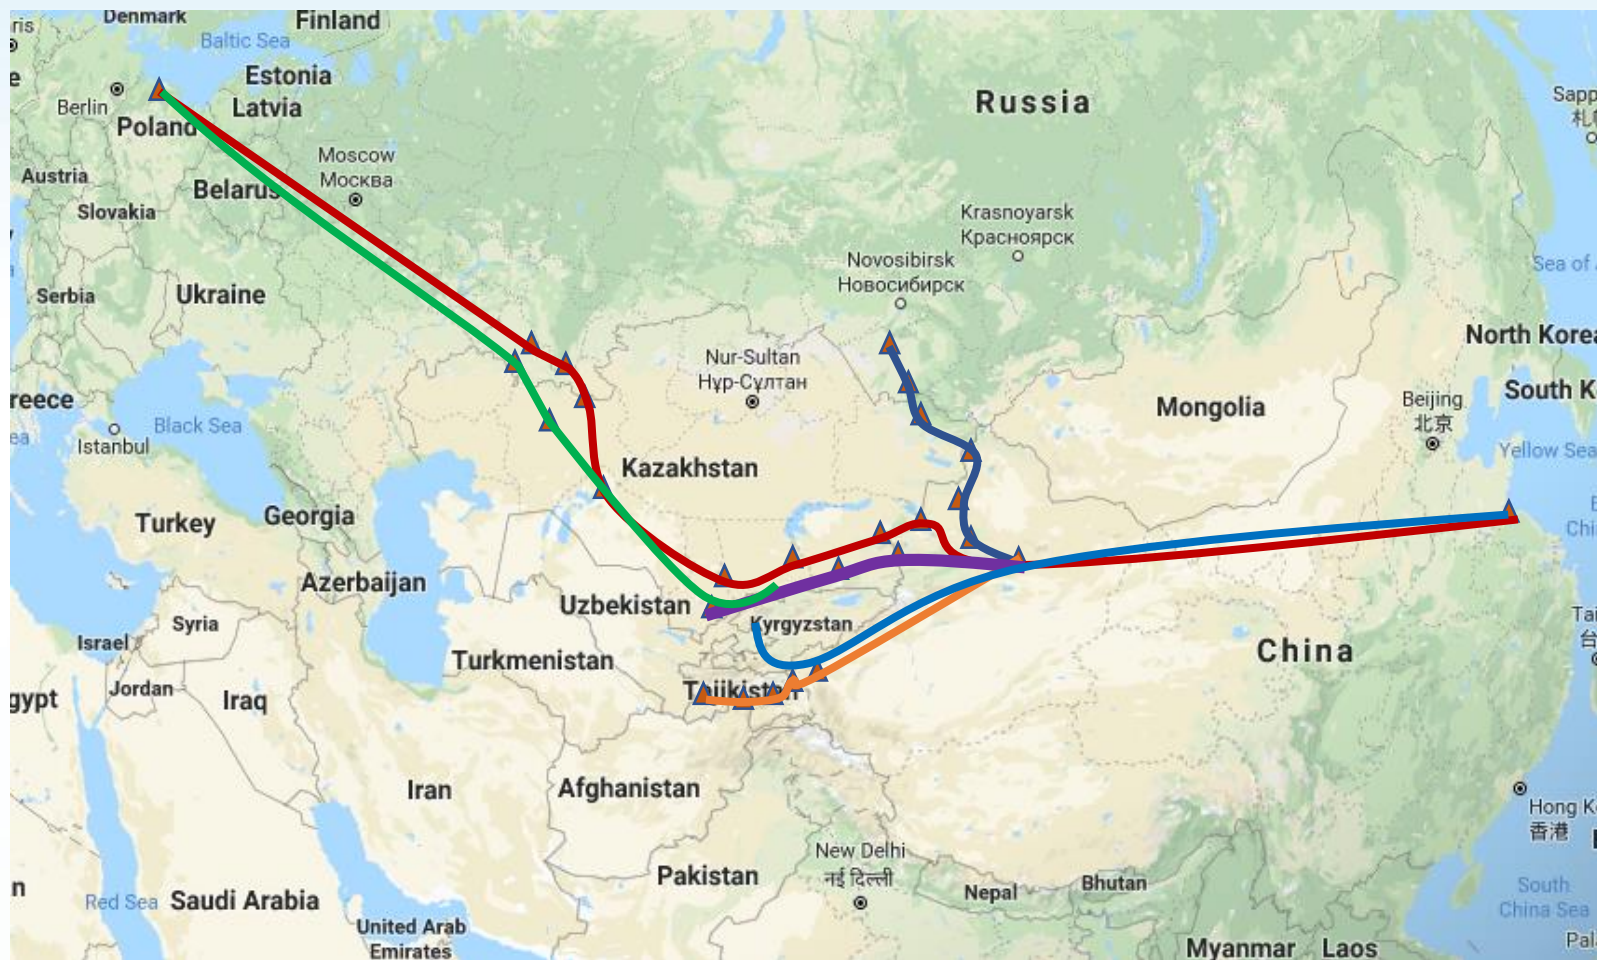 Denmark
Finland
Baltic Sea
Estonia
Latvia
Berlin
Poland
Russia
Moscow
Москва
Austria
Belarus
Slovakia
Krasnoyarsk
Красноярск
Novosibirsk
Новосибирск
Serbia
Ukraine
Sea of
North Korea
Nur-Sultan
Нұр-Сұлтан
Mongolia
South K
Beijing
北京
reece
Black Sea
Istanbul
Yellow Sea
Kazakhstan
Turkey
Georgia
Azerbaijan
Uzbekistan
Kyrgyzstan
Syria
Israel
Turkmenistan
China
Tajikistan
Jordan
gypt
Iraq
Iran
Afghanistan
Hong K
香港
New Delhi
नई दिल्ली
Pakistan
Nepal
Bhutan
Red Sea
Saudi Arabia
South
China Sea
United Arab
Emirates
Myanmar
Laos